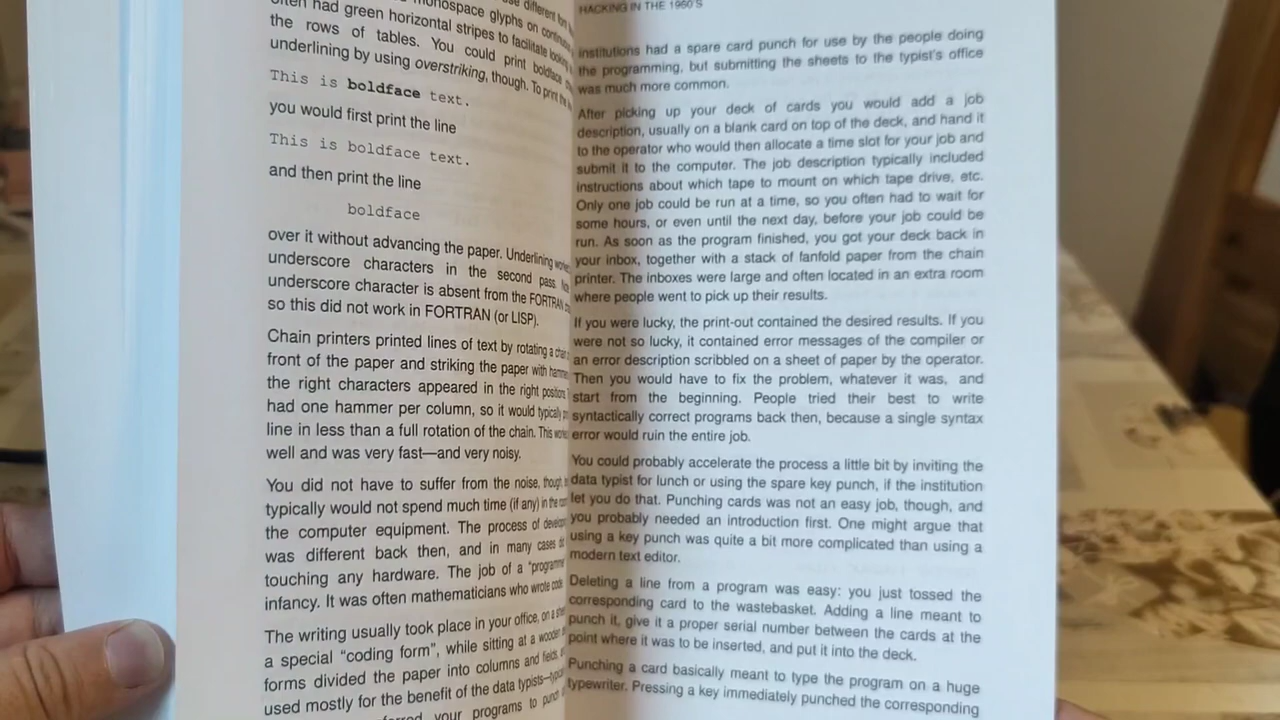 use different
monospace glyphs on
often had green horizontal stripes to facilitate
the rows of tables. You could print boldface
underlining by using overstriking, though. To print the
This is boldface text.
you would first print the line
This is boldface text.
and then print the line
boldface
over it without advancing the paper. Underlining
underscore characters in the second pass.
underscore character is absent from the FORTRAN
so this did not work in FORTRAN (or LISP).
Chain printers printed lines of text by rotating a
front of the paper and striking the paper with
the right characters appeared in the right positions.
had one hammer per column, so it would typically
line in less than a full rotation of the chain. This
well and was very fast—and very noisy.
You did not have to suffer from the noise, though,
typically would not spend much time (if any) in the
the computer equipment. The process of
was different back then, and in many cases
touching any hardware. The job of a
infancy. It was often mathematicians who wrote code.
The writing usually took place in your office, on a
a special “coding form”, while sitting at a wooden
forms divided the paper into columns and fields,
used mostly for the benefit of the data
your programs to
HACKING IN THE 1960'S
institutions had a spare card punch for use by the people doing
the programming, but submitting the sheets to the typist's office
was much more common.
After picking up your deck of cards you would add a job
description, usually on a blank card on top of the deck, and hand it
to the operator who would then allocate a time slot for your job and
submit it to the computer. The job description typically included
instructions about which tape to mount on which tape drive, etc.
Only one job could be run at a time, so you often had to wait for
some hours, or even until the next day, before your job could be
run. As soon as the program finished, you got your deck back in
your inbox, together with a stack of fanfold paper from the chain
printer. The inboxes were large and often located in an extra room
where people went to pick up their results.
If you were lucky, the print-out contained the desired results. If you
were not so lucky, it contained error messages of the compiler or
an error description scribbled on a sheet of paper by the operator.
Then you would have to fix the problem, whatever it was, and
start from the beginning. People tried their best to write
syntactically correct programs back then, because a single syntax
error would ruin the entire job.
You could probably accelerate the process a little bit by inviting the
data typist for lunch or using the spare key punch, if the institution
let you do that. Punching cards was not an easy job, though, and
you probably needed an introduction first. One might argue that
using a key punch was quite a bit more complicated than using a
modern text editor.
Deleting a line from a program was easy: you just tossed the
corresponding card to the wastebasket. Adding a line meant to
punch it, give it a proper serial number between the cards at the
point where it was to be inserted, and put it into the deck.
Punching a card basically meant to type the program on a huge
typewriter. Pressing a key immediately punched the corresponding